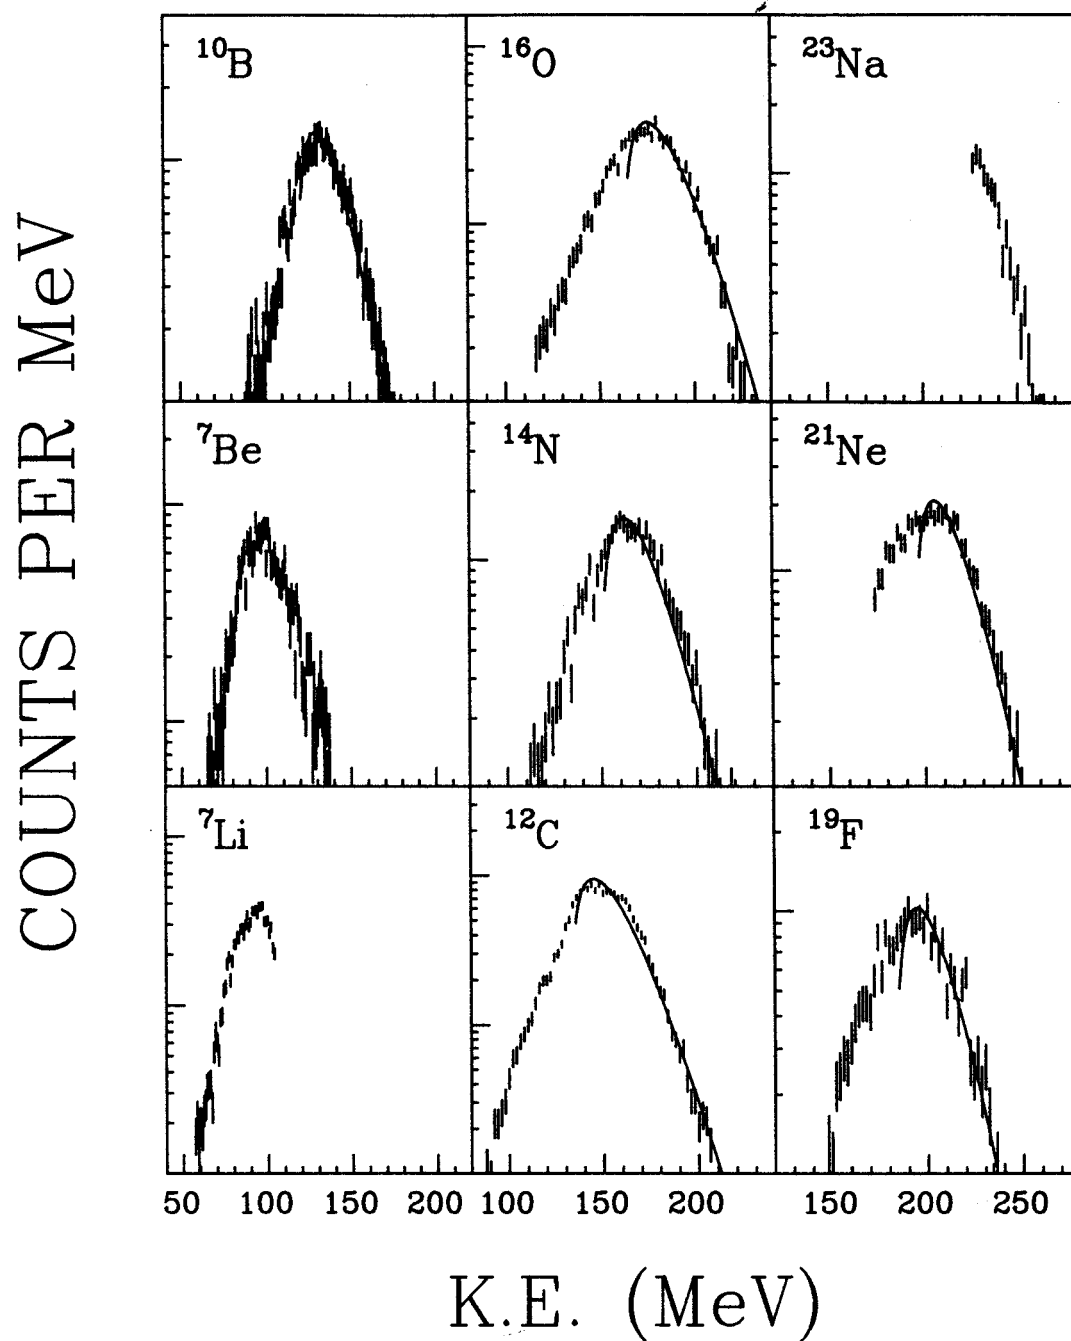 COUNTS PER MeV
¹⁰B
¹⁶O
²³Na
⁷Be
¹⁴N
²¹Ne
⁷Li
¹²C
¹⁹F
50 100 150 200 100 150 200 150 200 250
K.E. (MeV)